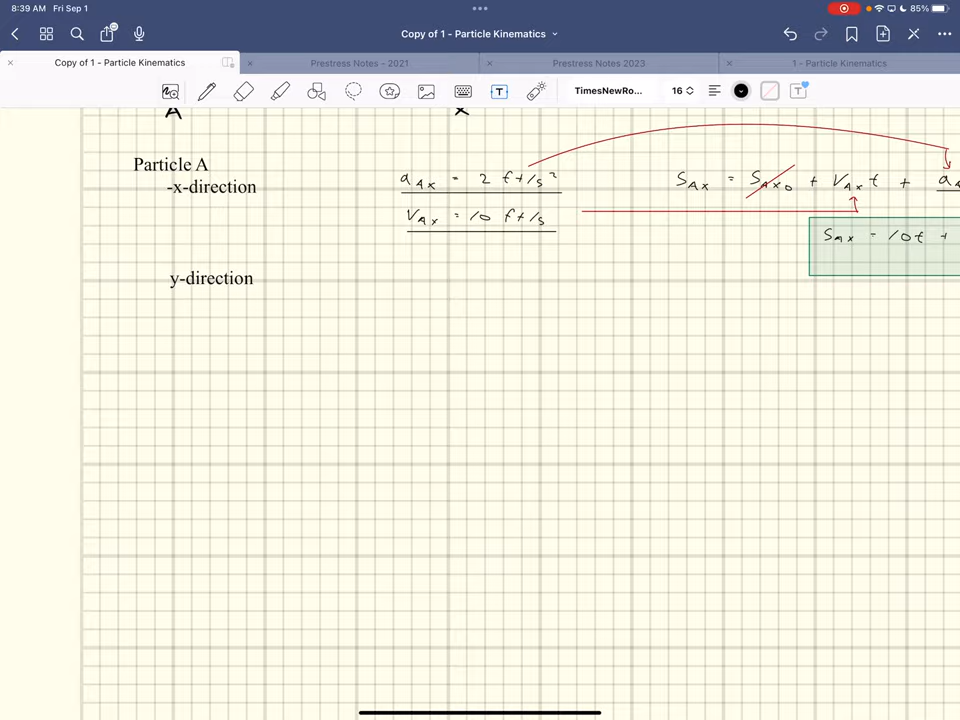 8:39 AM Fri Sep 1
85%
Copy of 1 - Particle Kinematics
Copy of 1 - Particle Kinematics
Prestress Notes - 2021
Prestress Notes 2023
1 - Particle Kinematics
TimesNewRo... 16
A x
Particle A
-x-direction
a_Ax = 2 ft/s²
S_Ax = S_Ax0 + V_Ax t + a_A
V_Ax = 10 ft/s
S_Ax = 10t +
y-direction